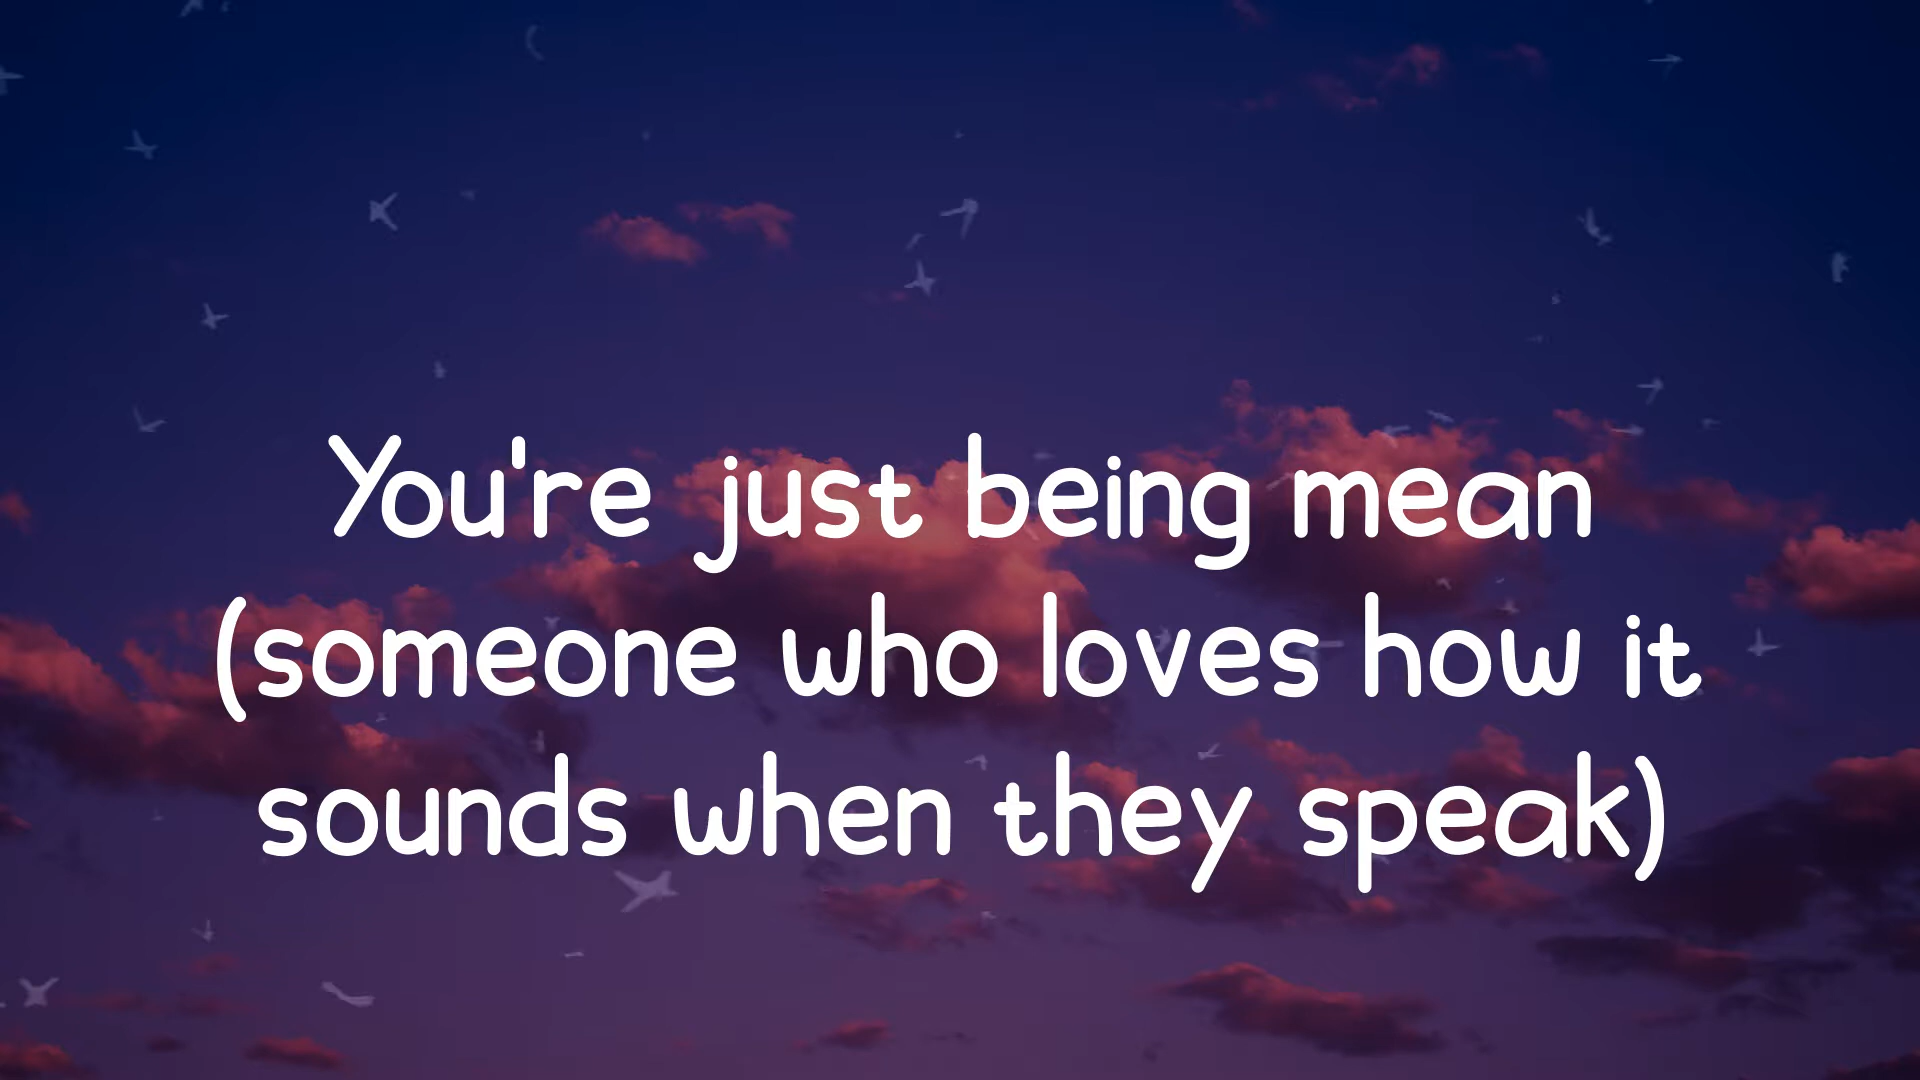 You're just being mean
(someone who loves how it
sounds when they speak)